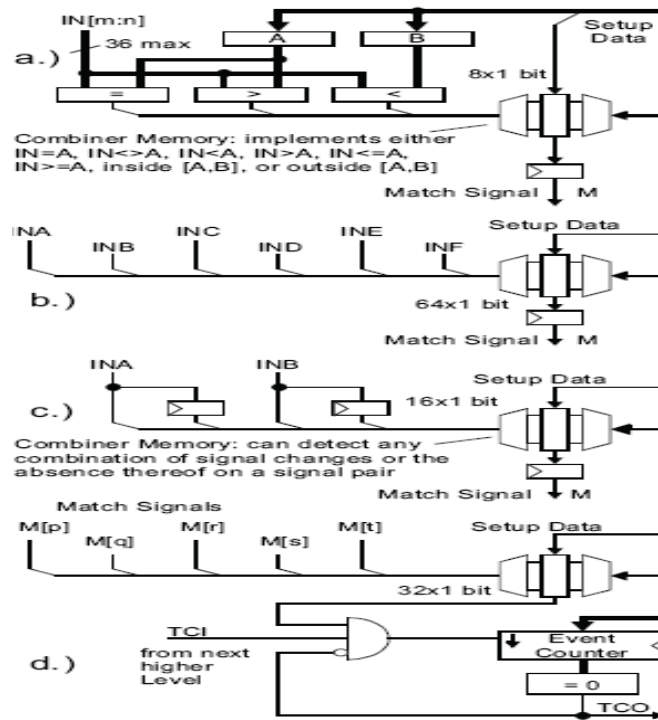 IN[m:n]
A
B
Setup
Data
36 max
a.)
8x1 bit
=
>
<
Combiner Memory: implements either
IN=A, IN<>A, IN<A, IN>A, IN<=A,
IN>=A, inside [A,B], or outside [A,B]
Match Signal
M
INA
INB
INC
IND
INE
INF
Setup Data
b.)
64x1 bit
Match Signal
M
INA
INB
Setup Data
c.)
16x1 bit
Combiner Memory: can detect any
combination of signal changes or the
absence thereof on a signal pair
Match Signal
M
Match Signals
M[p]
M[q]
M[r]
M[s]
M[t]
Setup Data
32x1 bit
TCI
from next
higher
Level
Event
Counter
<
d.)
= 0
TCO